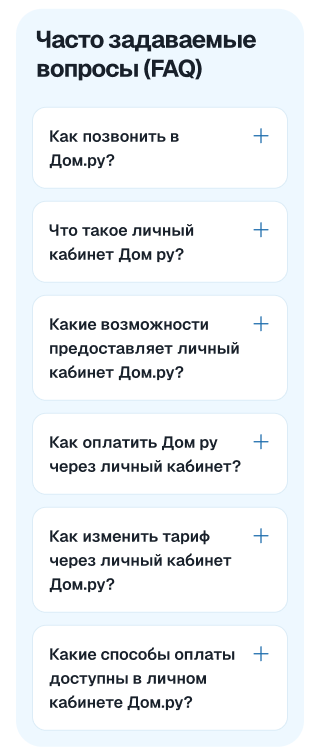 Часто задаваемые
вопросы (FAQ)
Как позвонить в
Дом.ру?
Что такое личный
кабинет Дом ру?
Какие возможности
предоставляет личный
кабинет Дом.ру?
Как оплатить Дом ру
через личный кабинет?
Как изменить тариф
через личный кабинет
Дом.ру?
Какие способы оплаты
доступны в личном
кабинете Дом.ру?